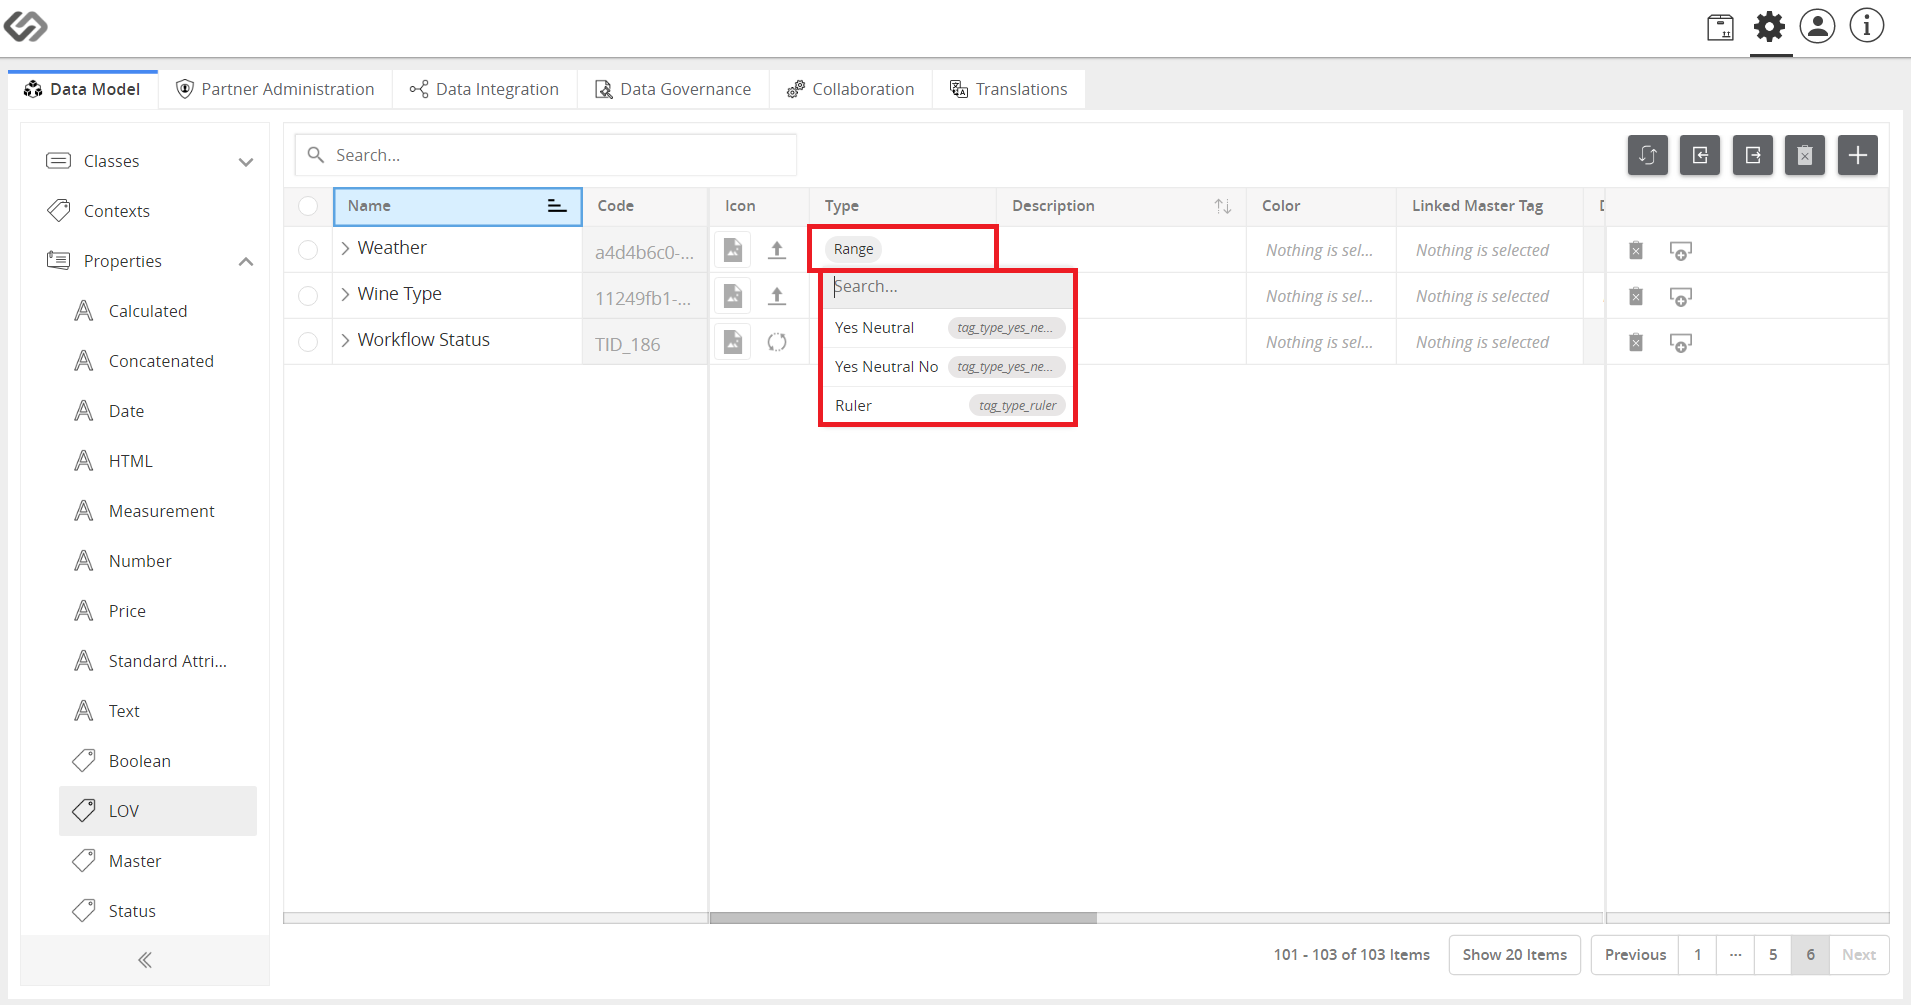 Data Model
Partner Administration
Data Integration
Data Governance
Collaboration
Translations
Classes
Contexts
Properties
Calculated
Concatenated
Date
HTML
Measurement
Number
Price
Standard Attri...
Text
Boolean
LOV
Master
Status
Search...
Name Code Icon Type Description Color Linked Master Tag
Weather a4d4b6c0-... Range Nothing is sel... Nothing is selected
Wine Type 11249fb1-... Nothing is sel... Nothing is selected
Workflow Status TID_186 Nothing is sel... Nothing is selected
Search...
Yes Neutral tag_type_yes_ne...
Yes Neutral No tag_type_yes_ne...
Ruler tag_type_ruler
101 - 103 of 103 Items Show 20 Items Previous 1 ... 5 6 Next